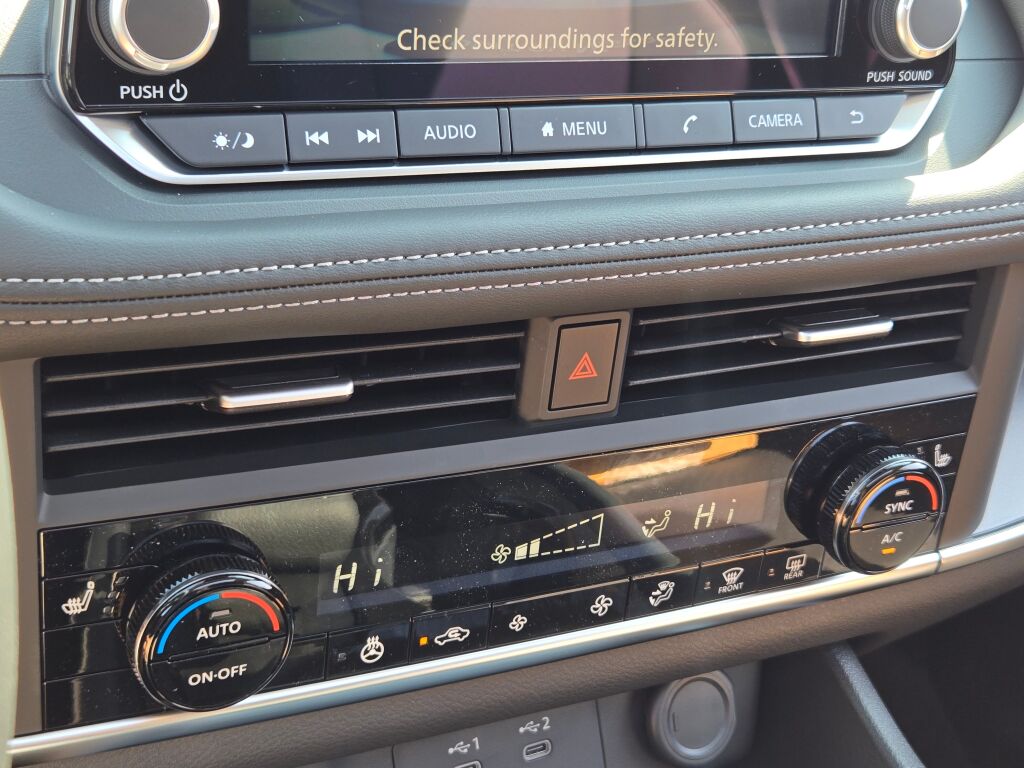 Check surroundings for safety.
PUSH
PUSH SOUND
AUDIO
MENU
CAMERA
Hi
Hi
SYNC
A/C
AUTO
ON·OFF
FRONT
REAR
1
2